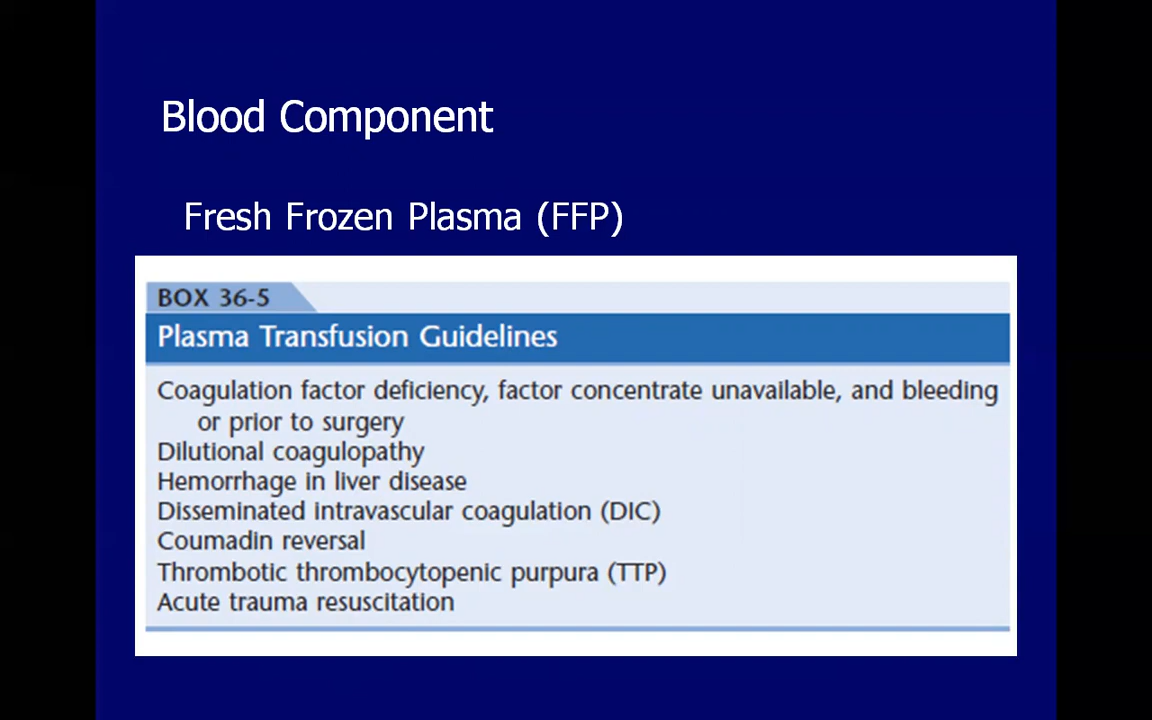 Blood Component
Fresh Frozen Plasma (FFP)
BOX 36-5
Plasma Transfusion Guidelines
Coagulation factor deficiency, factor concentrate unavailable, and bleeding
or prior to surgery
Dilutional coagulopathy
Hemorrhage in liver disease
Disseminated intravascular coagulation (DIC)
Coumadin reversal
Thrombotic thrombocytopenic purpura (TTP)
Acute trauma resuscitation